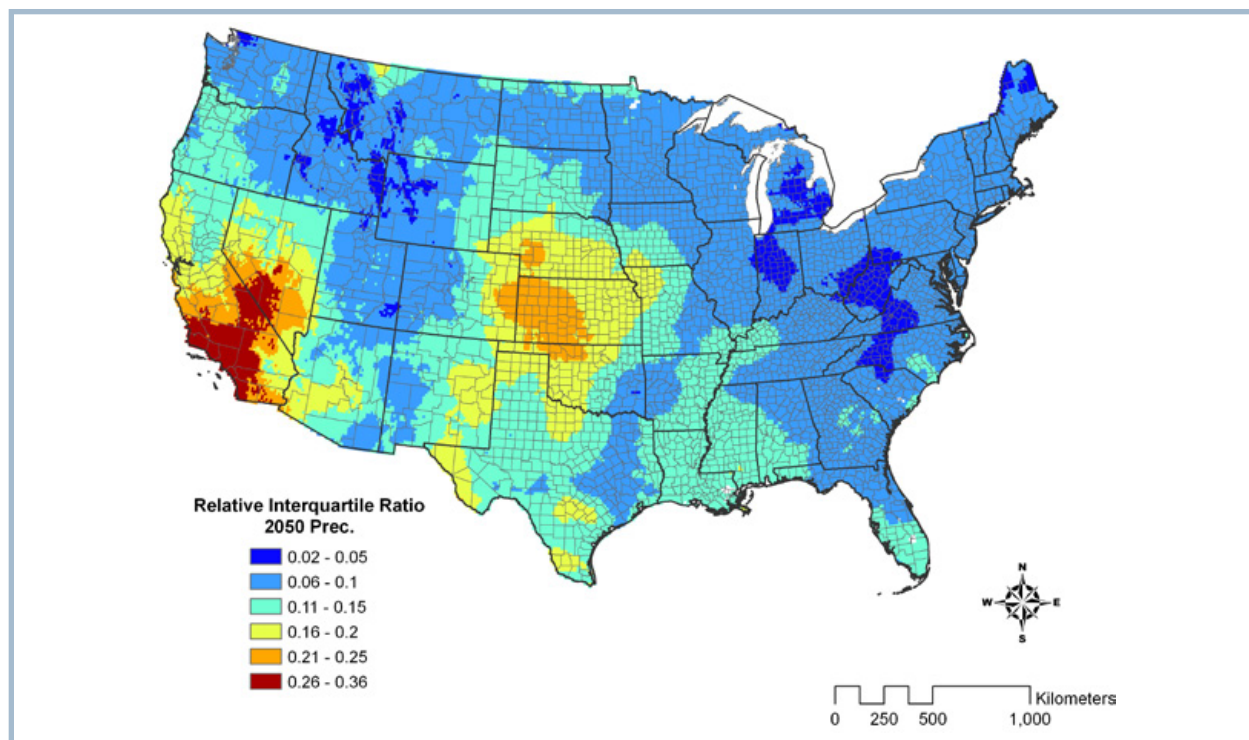 Relative Interquartile Ratio
2050 Prec.
0.02 - 0.05
0.06 - 0.1
0.11 - 0.15
0.16 - 0.2
0.21 - 0.25
0.26 - 0.36
N
W E
S
Kilometers
0 250 500 1,000